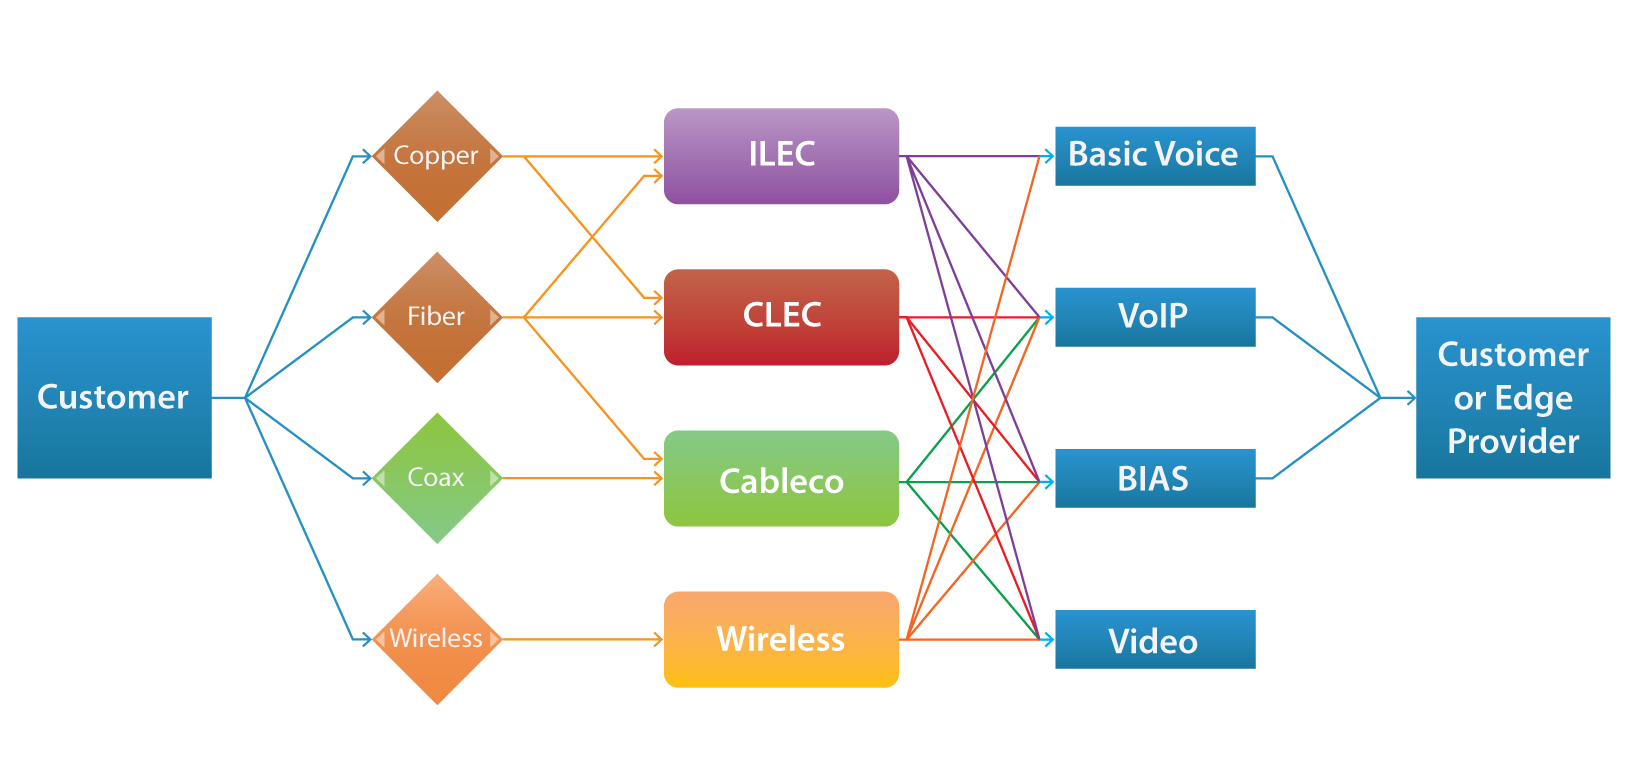 Customer
Copper
Fiber
Coax
Wireless
ILEC
CLEC
Cableco
Wireless
Basic Voice
VoIP
BIAS
Video
Customer
or Edge
Provider